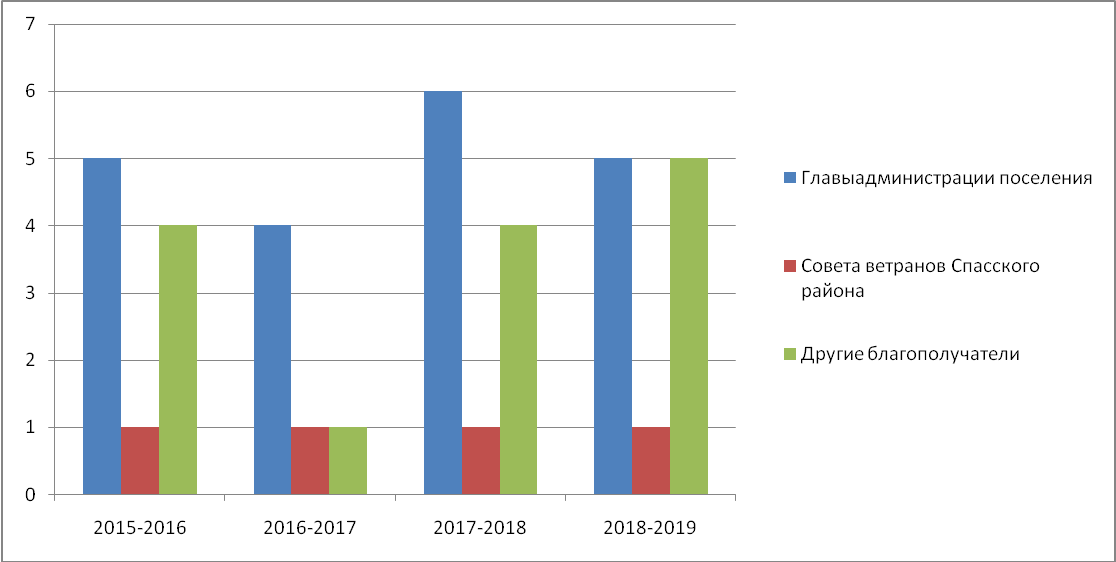 7
6
5
4
3
2
1
0
2015-2016 2016-2017 2017-2018 2018-2019
Главыадминистрации поселения
Совета ветранов Спасского
района
Другие благополучатели